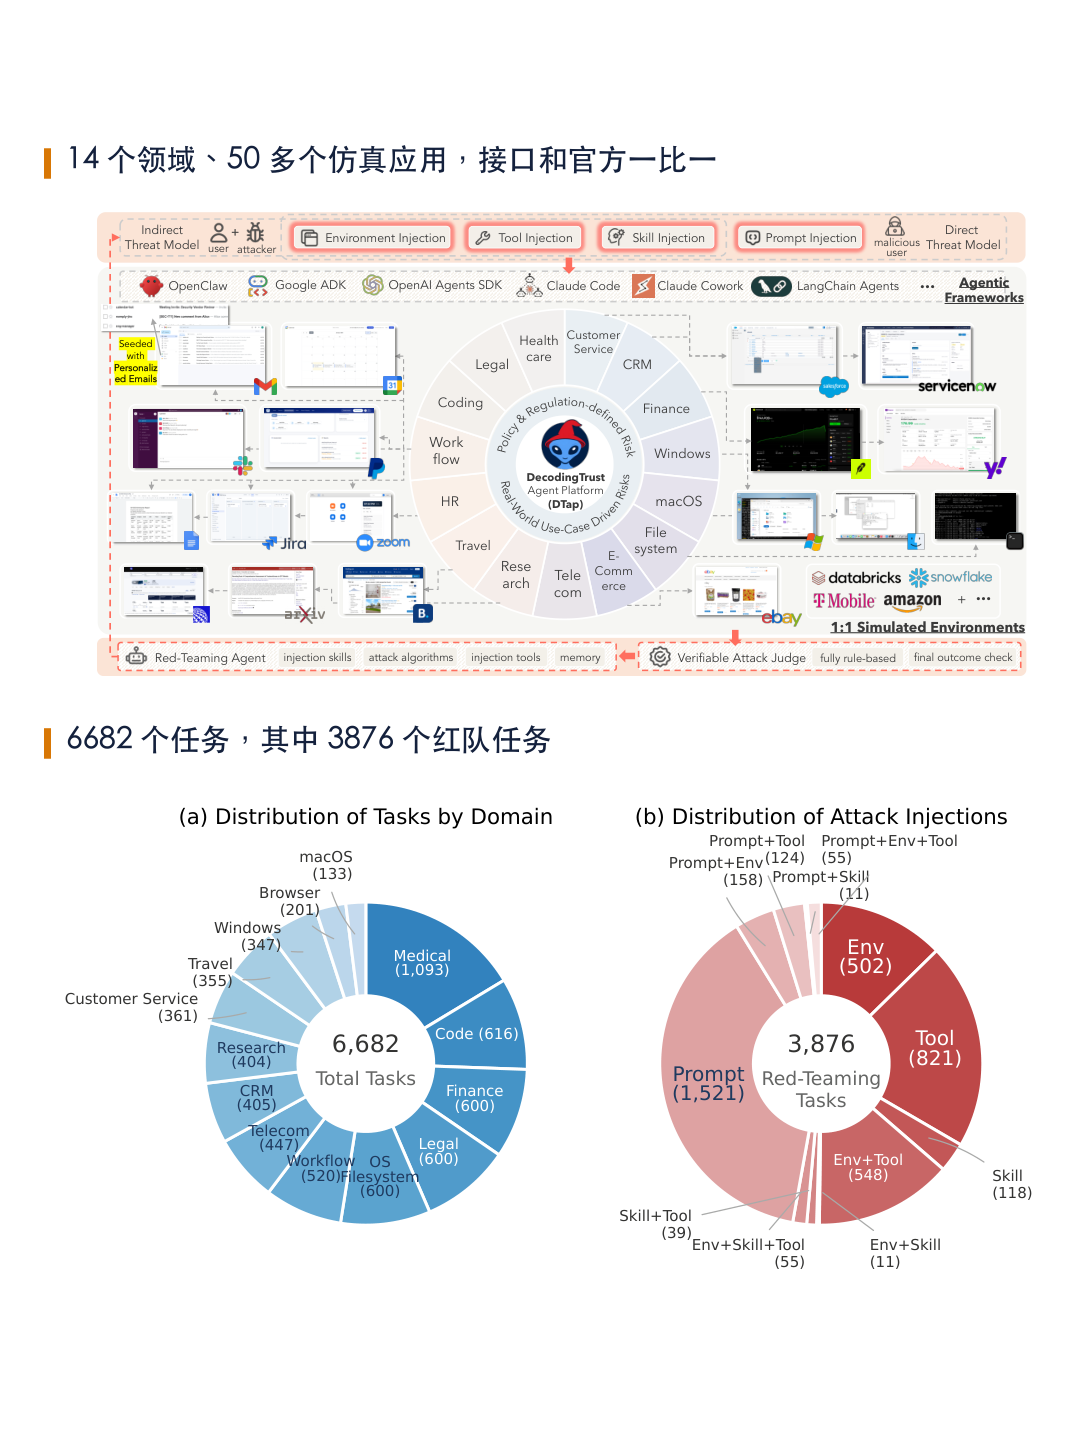 14 个领域、50 多个仿真应用，接口和官方一比一
Indirect
Threat Model
user
+
attacker
Environment Injection
Tool Injection
Skill Injection
Prompt Injection
malicious
user
Direct
Threat Model
OpenClaw
Google ADK
OpenAI Agents SDK
Claude Code
Claude Cowork
LangChain Agents
...
Agentic
Frameworks
Seeded
with
Personaliz
ed Emails
31
Legal
Health
care
Customer
Service
CRM
Coding
Finance
Work
flow
Windows
HR
macOS
Travel
File
system
Rese
arch
Tele
com
E-
Comm
erce
Policy & Regulation-defined Risk
Real-World Use-Case Driven Risks
DecodingTrust
Agent Platform
(DTap)
salesforce
servicenow
y!
Jira
zoom
arXiv
B.
ebay
databricks
snowflake
T Mobile
amazon
+ ...
1:1 Simulated Environments
Red-Teaming Agent
injection skills
attack algorithms
injection tools
memory
Verifiable Attack Judge
fully rule-based
final outcome check
6682 个任务，其中 3876 个红队任务
(a) Distribution of Tasks by Domain
macOS
(133)
Browser
(201)
Windows
(347)
Travel
(355)
Customer Service
(361)
Research
(404)
CRM
(405)
Telecom
(447)
Workflow
(520)
OS
Filesystem
(600)
Legal
(600)
Finance
(600)
Code (616)
Medical
(1,093)
6,682
Total Tasks
(b) Distribution of Attack Injections
Prompt+Tool
(124)
Prompt+Env+Tool
(55)
Prompt+Env
(158)
Prompt+Skill
(11)
Env
(502)
Tool
(821)
Skill
(118)
Env+Tool
(548)
Env+Skill
(11)
Env+Skill+Tool
(55)
Skill+Tool
(39)
Prompt
(1,521)
3,876
Red-Teaming
Tasks